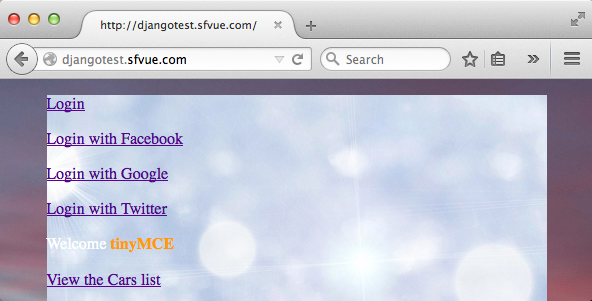 http://djangotest.sfvue.com/
djangotest.sfvue.com
Search
Login
Login with Facebook
Login with Google
Login with Twitter
Welcome tinyMCE
View the Cars list